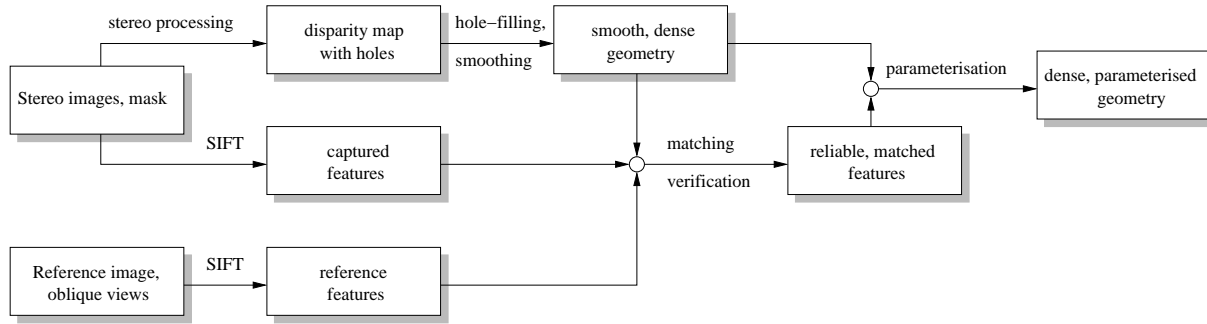 stereo processing
disparity map
with holes
hole−filling,
smoothing
smooth, dense
geometry
parameterisation
dense, parameterised
geometry
Stereo images, mask
SIFT
captured
features
matching
verification
reliable, matched
features
Reference image,
oblique views
SIFT
reference
features